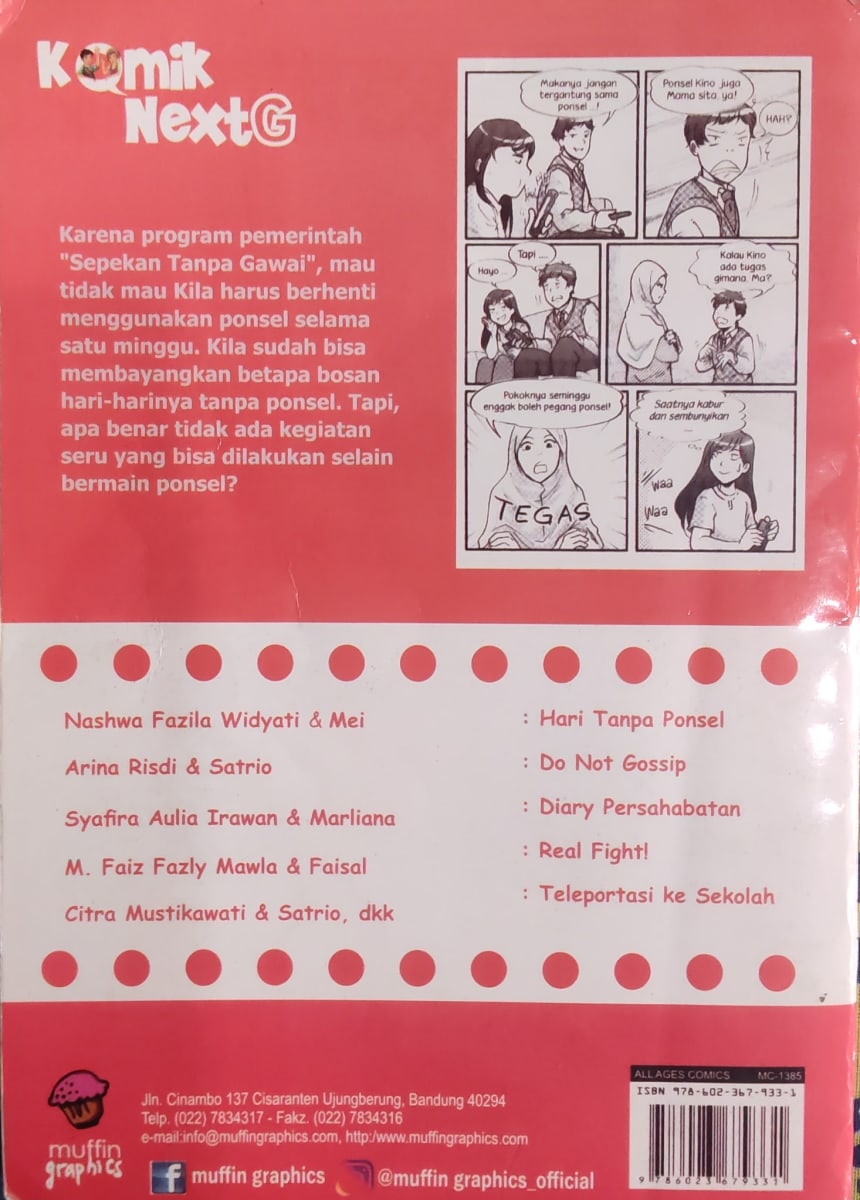 Komik
NextG
Karena program pemerintah
"Sepekan Tanpa Gawai", mau
tidak mau Kila harus berhenti
menggunakan ponsel selama
satu minggu. Kila sudah bisa
membayangkan betapa bosan
hari-harinya tanpa ponsel. Tapi,
apa benar tidak ada kegiatan
seru yang bisa dilakukan selain
bermain ponsel?
Makanya jangan
tergantung sama
ponsel ...!
Ponsel Kino juga
Mama sita, ya!
HAH?
Hayo ...
Tapi ....
Kalau Kino
ada tugas
gimana, Ma?
Pokoknya seminggu
enggak boleh pegang ponsel!
TEGAS
Saatnya kabur
dan sembunyikan
...
Waa
Waa
Nashwa Fazila Widyati & Mei : Hari Tanpa Ponsel
Arina Risdi & Satrio : Do Not Gossip
Syafira Aulia Irawan & Marliana : Diary Persahabatan
M. Faiz Fazly Mawla & Faisal : Real Fight!
Citra Mustikawati & Satrio, dkk : Teleportasi ke Sekolah
muffin
graphics
Jln. Cinambo 137 Cisaranten Ujungberung, Bandung 40294
Telp. (022) 7834317 - Fakz. (022) 7834316
e-mail:info@muffingraphics.com, http:/www.muffingraphics.com
f muffin graphics @muffin graphics_official
ALL AGES COMICS MC-1385
ISBN 978-602-367-933-1
9 786023 679331